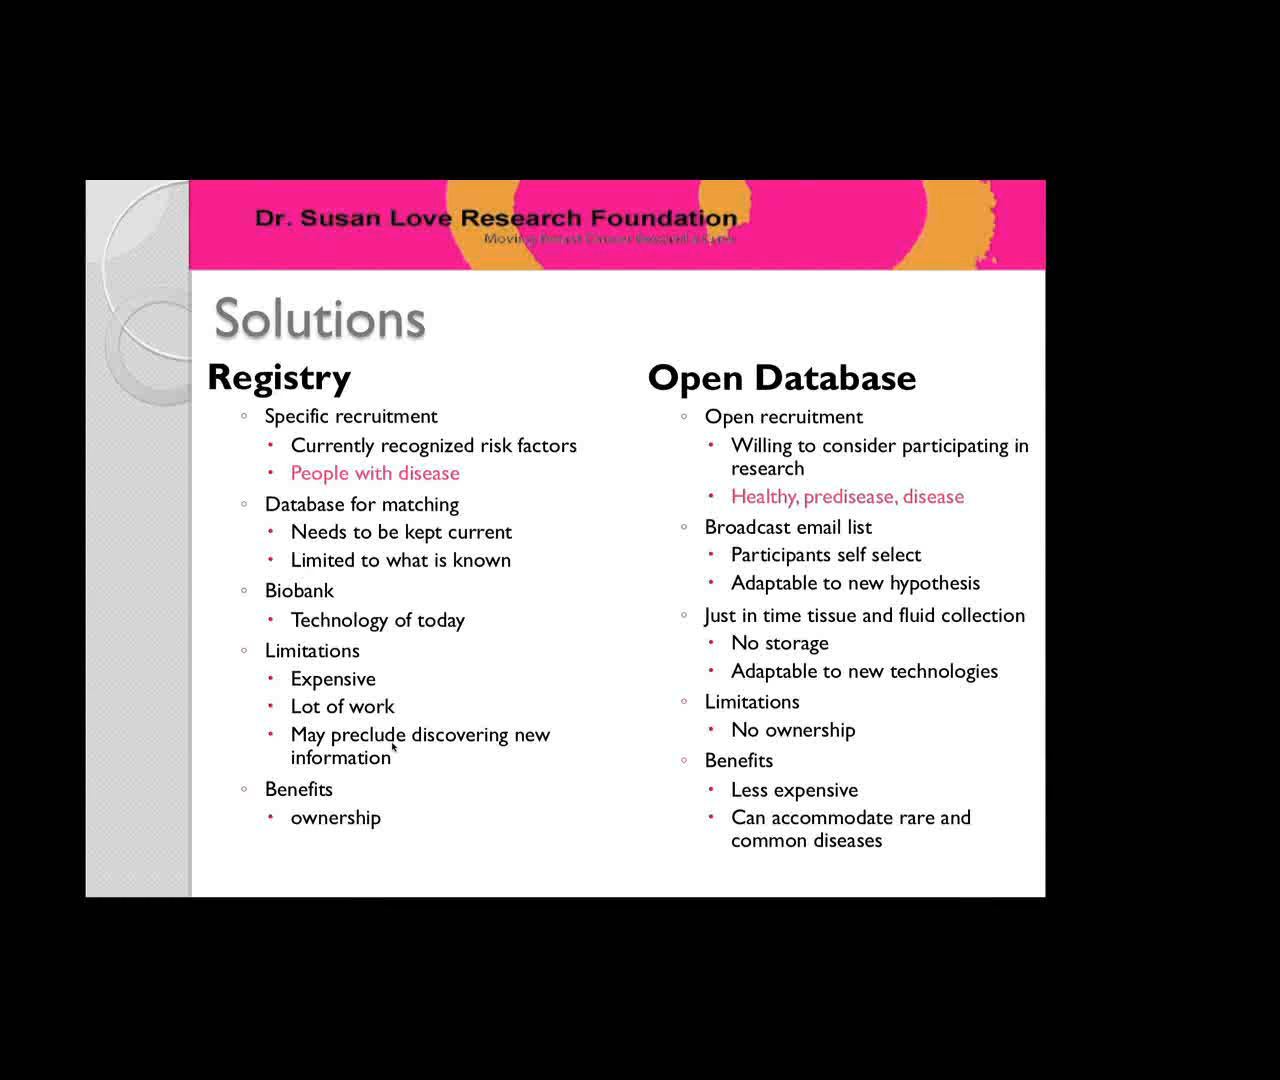 Dr. Susan Love Research Foundation
Moving Breast Cancer Research
Solutions
Registry
Specific recruitment
Currently recognized risk factors
People with disease
Database for matching
Needs to be kept current
Limited to what is known
Biobank
Technology of today
Limitations
Expensive
Lot of work
May preclude discovering new
information
Benefits
ownership
Open Database
Open recruitment
Willing to consider participating in
research
Healthy, predisease, disease
Broadcast email list
Participants self select
Adaptable to new hypothesis
Just in time tissue and fluid collection
No storage
Adaptable to new technologies
Limitations
No ownership
Benefits
Less expensive
Can accommodate rare and
common diseases